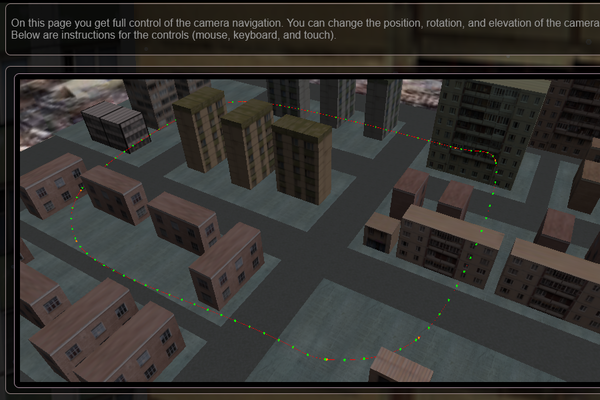 On this page you get full control of the camera navigation. You can change the position, rotation, and elevation of the camera
Below are instructions for the controls (mouse, keyboard, and touch).